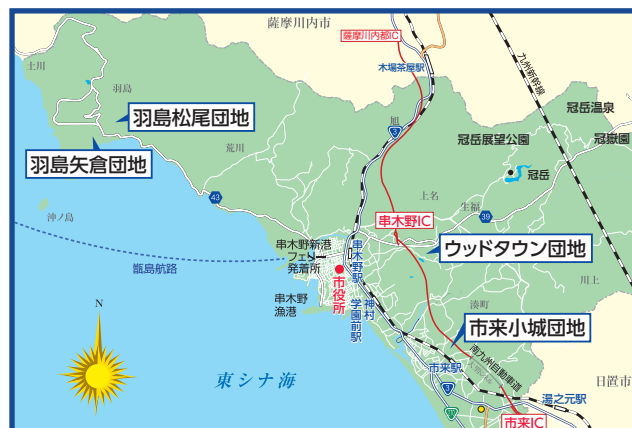 薩摩川内市
薩摩川内都IC
木場茶屋駅
土川
羽島
羽島松尾団地
旭
3
九州新幹線
冠岳温泉
冠岳展望公園
冠嶽園
冠岳
羽島矢倉団地
荒川
43
上名
生福
39
沖ノ島
串木野IC
串木野新港
フェリー
発着所
串木野駅
ウッドタウン団地
甑島航路
市役所
川上
串木野
漁港
神村
学園前駅
湊町
市来小城団地
N
南九州自動車道
東シナ海
市来駅
3
日置市
湯之元駅
市来IC